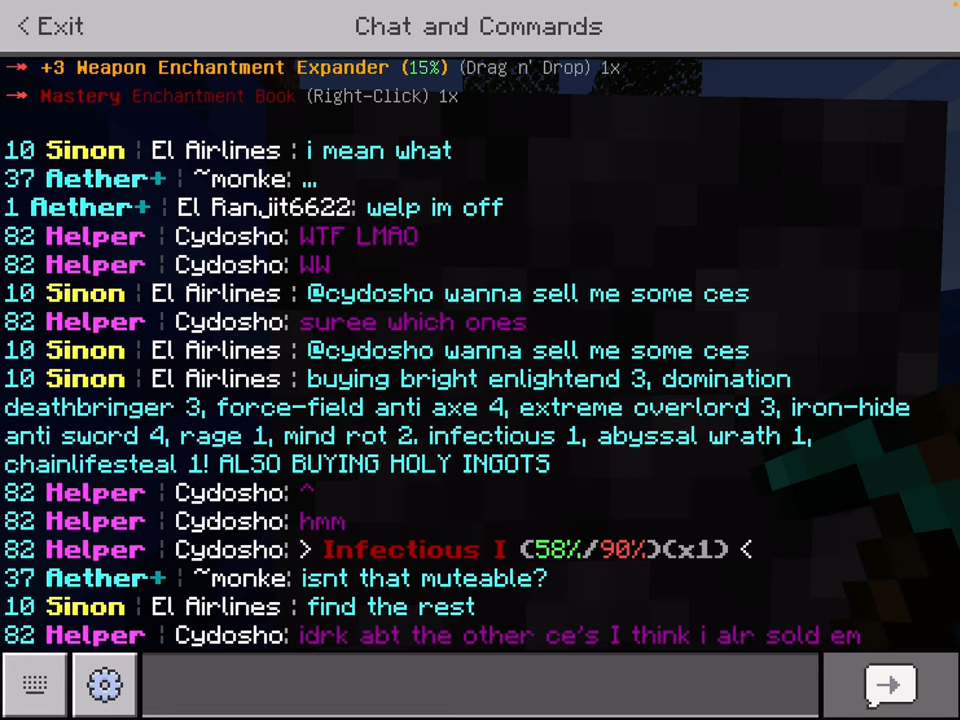 < Exit
Chat and Commands
+3 Weapon Enchantment Expander (15%) (Drag n' Drop) 1x
Mastery Enchantment Book (Right-Click) 1x
10 Sinon ¦ El Airlines : i mean what
37 Aether+ ¦ ~monke: ...
1 Aether+ ¦ El Ranjit6622: welp im off
82 Helper ¦ Cydosho: WTF LMAO
82 Helper ¦ Cydosho: WW
10 Sinon ¦ El Airlines : @cydosho wanna sell me some ces
82 Helper ¦ Cydosho: suree which ones
10 Sinon ¦ El Airlines : @cydosho wanna sell me some ces
10 Sinon ¦ El Airlines : buying bright enlightend 3, domination
deathbringer 3, force-field anti axe 4, extreme overlord 3, iron-hide
anti sword 4, rage 1, mind rot 2. infectious 1, abyssal wrath 1,
chainlifesteal 1! ALSO BUYING HOLY INGOTS
82 Helper ¦ Cydosho: ^
82 Helper ¦ Cydosho: hmm
82 Helper ¦ Cydosho: > Infectious I (58%/90%)(x1) <
37 Aether+ ¦ ~monke: isnt that muteable?
10 Sinon ¦ El Airlines : find the rest
82 Helper ¦ Cydosho: idrk abt the other ce's I think i alr sold em